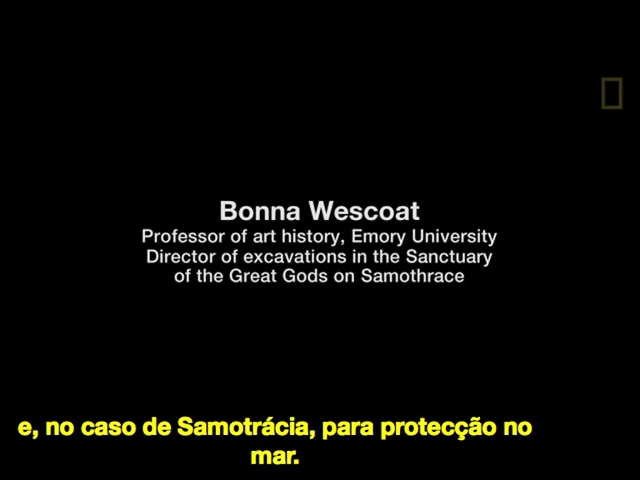 Bonna Wescoat
Professor of art history, Emory University
Director of excavations in the Sanctuary
of the Great Gods on Samothrace
e, no caso de Samotrácia, para protecção no
mar.